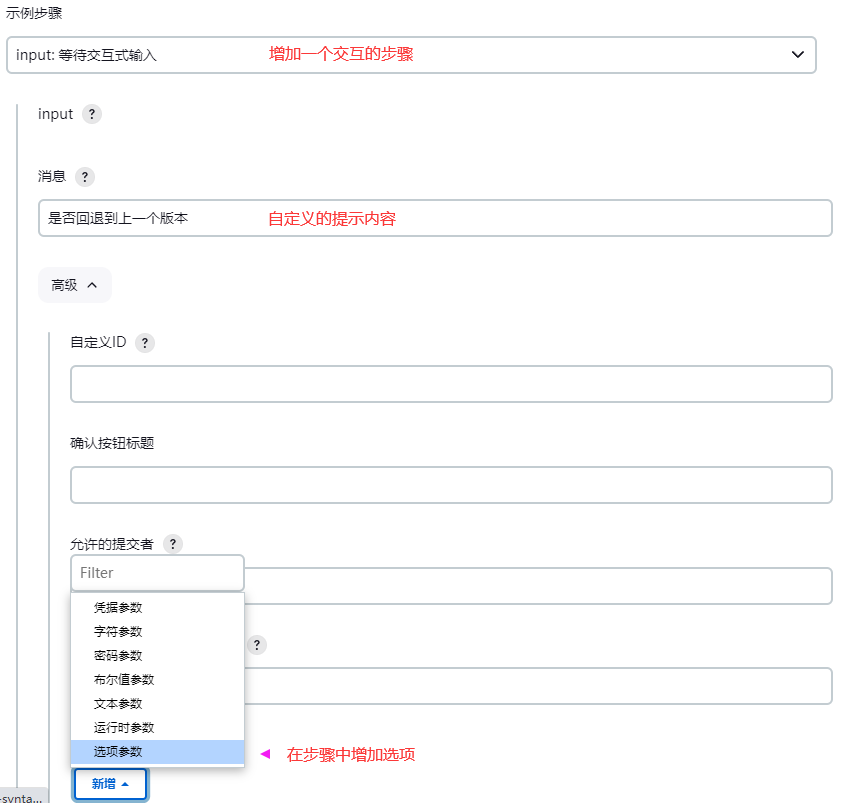 示例步骤
input: 等待交互式输入 增加一个交互的步骤
input ?
消息 ?
是否回退到上一个版本 自定义的提示内容
高级
自定义ID ?
确认按钮标题
允许的提交者 ?
Filter
凭据参数
字符参数
?
密码参数
布尔值参数
文本参数
运行时参数
选项参数 在步骤中增加选项
新增
-synta...